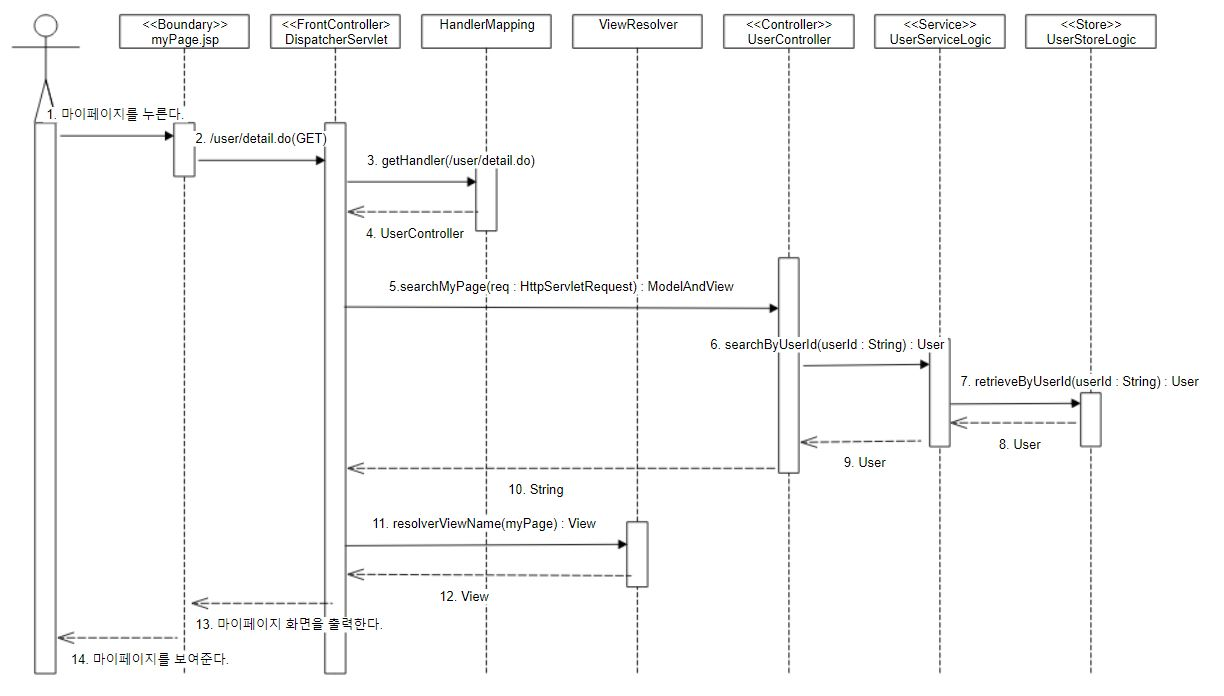 <<Boundary>>
myPage.jsp
<<FrontController>
DispatcherServlet
HandlerMapping
ViewResolver
<<Controller>>
UserController
<<Service>>
UserServiceLogic
<<Store>>
UserStoreLogic
1. 마이페이지를 누른다.
2. /user/detail.do(GET)
3. getHandler(/user/detail.do)
4. UserController
5.searchMyPage(req : HttpServletRequest) : ModelAndView
6. searchByUserId(userId : String) : User
7. retrieveByUserId(userId : String) : User
8. User
9. User
10. String
11. resolverViewName(myPage) : View
12. View
13. 마이페이지 화면을 출력한다.
14. 마이페이지를 보여준다.